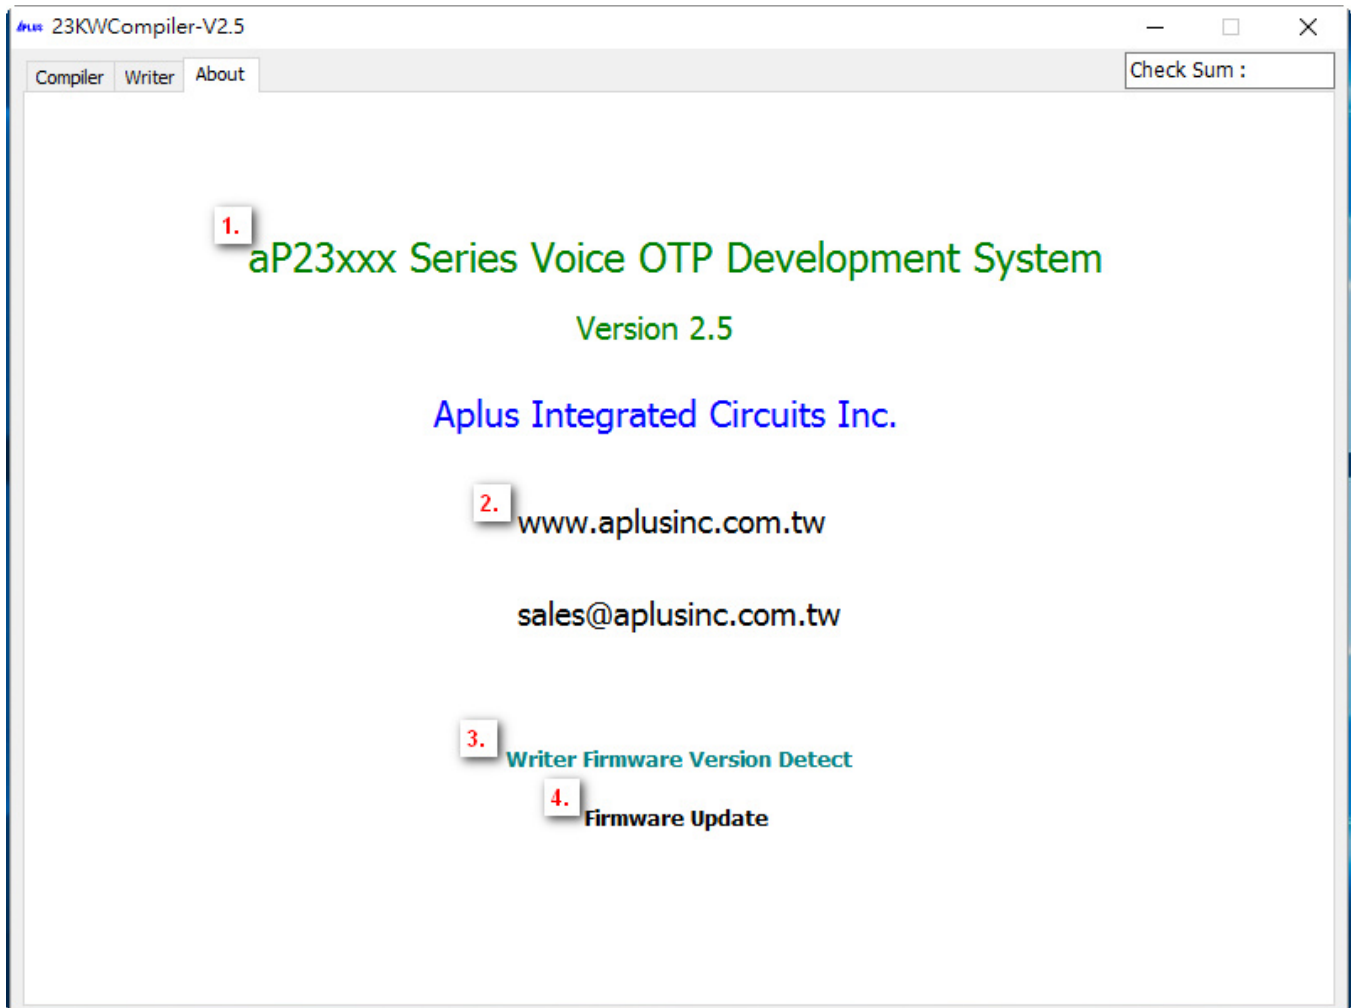 APLUS 23KWCompiler-V2.5
Compiler Writer About Check Sum :
1.
aP23xxx Series Voice OTP Development System
Version 2.5
Aplus Integrated Circuits Inc.
2.
www.aplusinc.com.tw
sales@aplusinc.com.tw
3.
Writer Firmware Version Detect
4.
Firmware Update